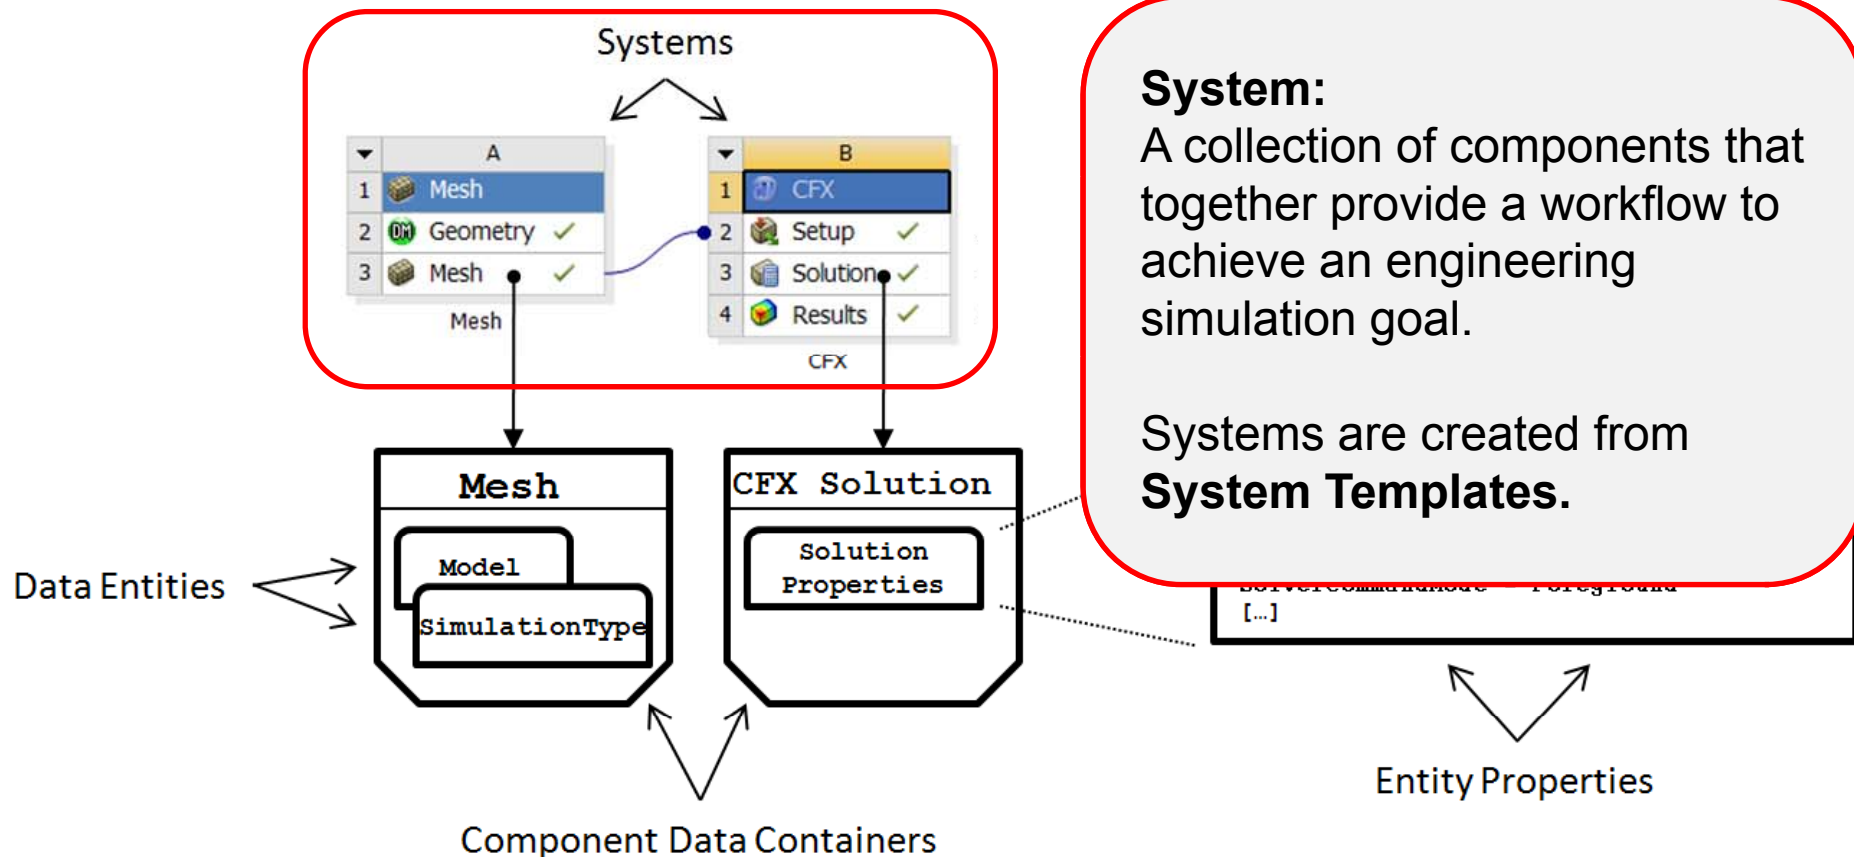 Systems
A
1 Mesh
2 Geometry
3 Mesh
Mesh
B
1 CFX
2 Setup
3 Solution
4 Results
CFX
System:
A collection of components that
together provide a workflow to
achieve an engineering
simulation goal.
Systems are created from
System Templates.
Mesh
Model
SimulationType
CFX Solution
Solution
Properties
Data Entities
[...]
Entity Properties
Component Data Containers